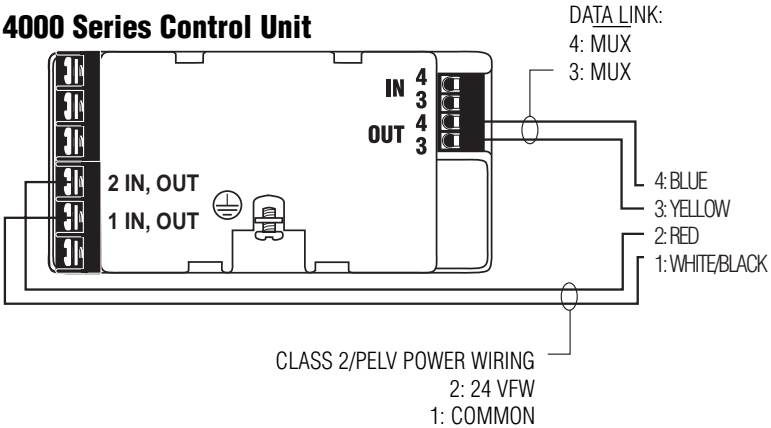 4000 Series Control Unit
DATA LINK:
4: M̅U̅X̅
3: MUX
IN 4
3
OUT 4
3
2 IN, OUT
1 IN, OUT
4: BLUE
3: YELLOW
2: RED
1: WHITE/BLACK
CLASS 2/PELV POWER WIRING
2: 24 VFW
1: COMMON